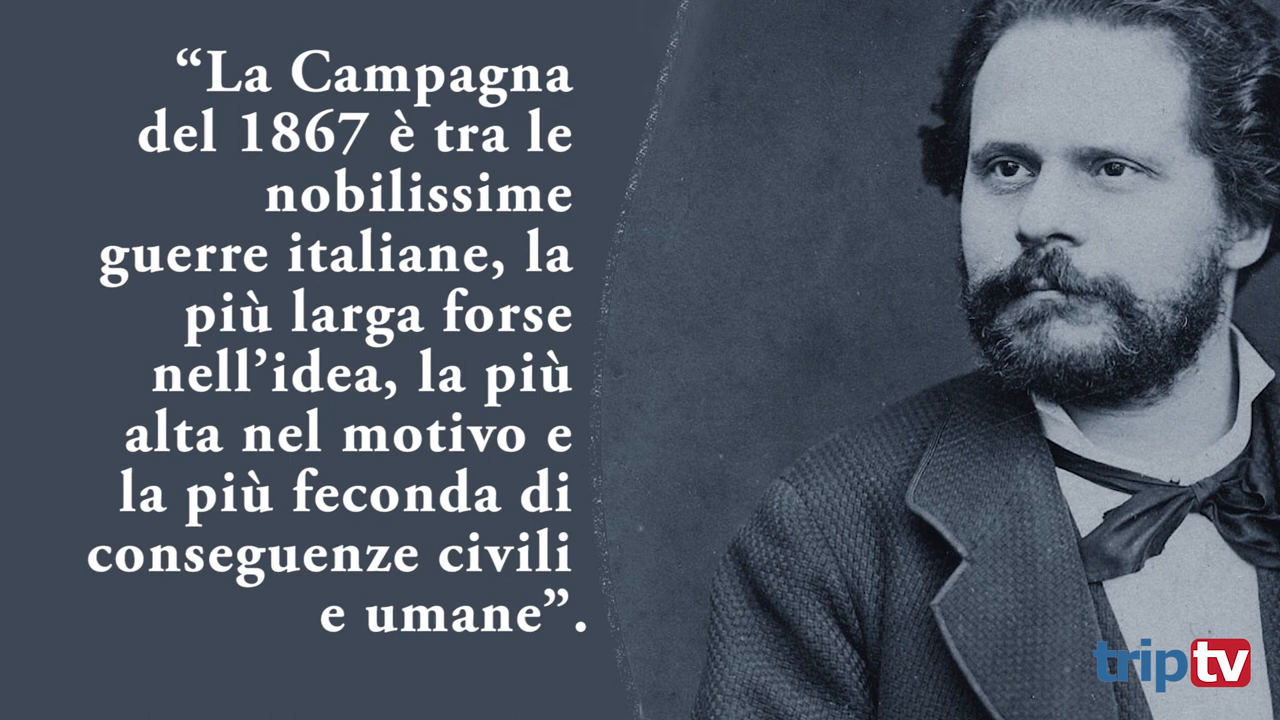 “La Campagna
del 1867 è tra le
nobilissime
guerre italiane, la
più larga forse
nell’idea, la più
alta nel motivo e
la più feconda di
conseguenze civili
e umane”.
triptv